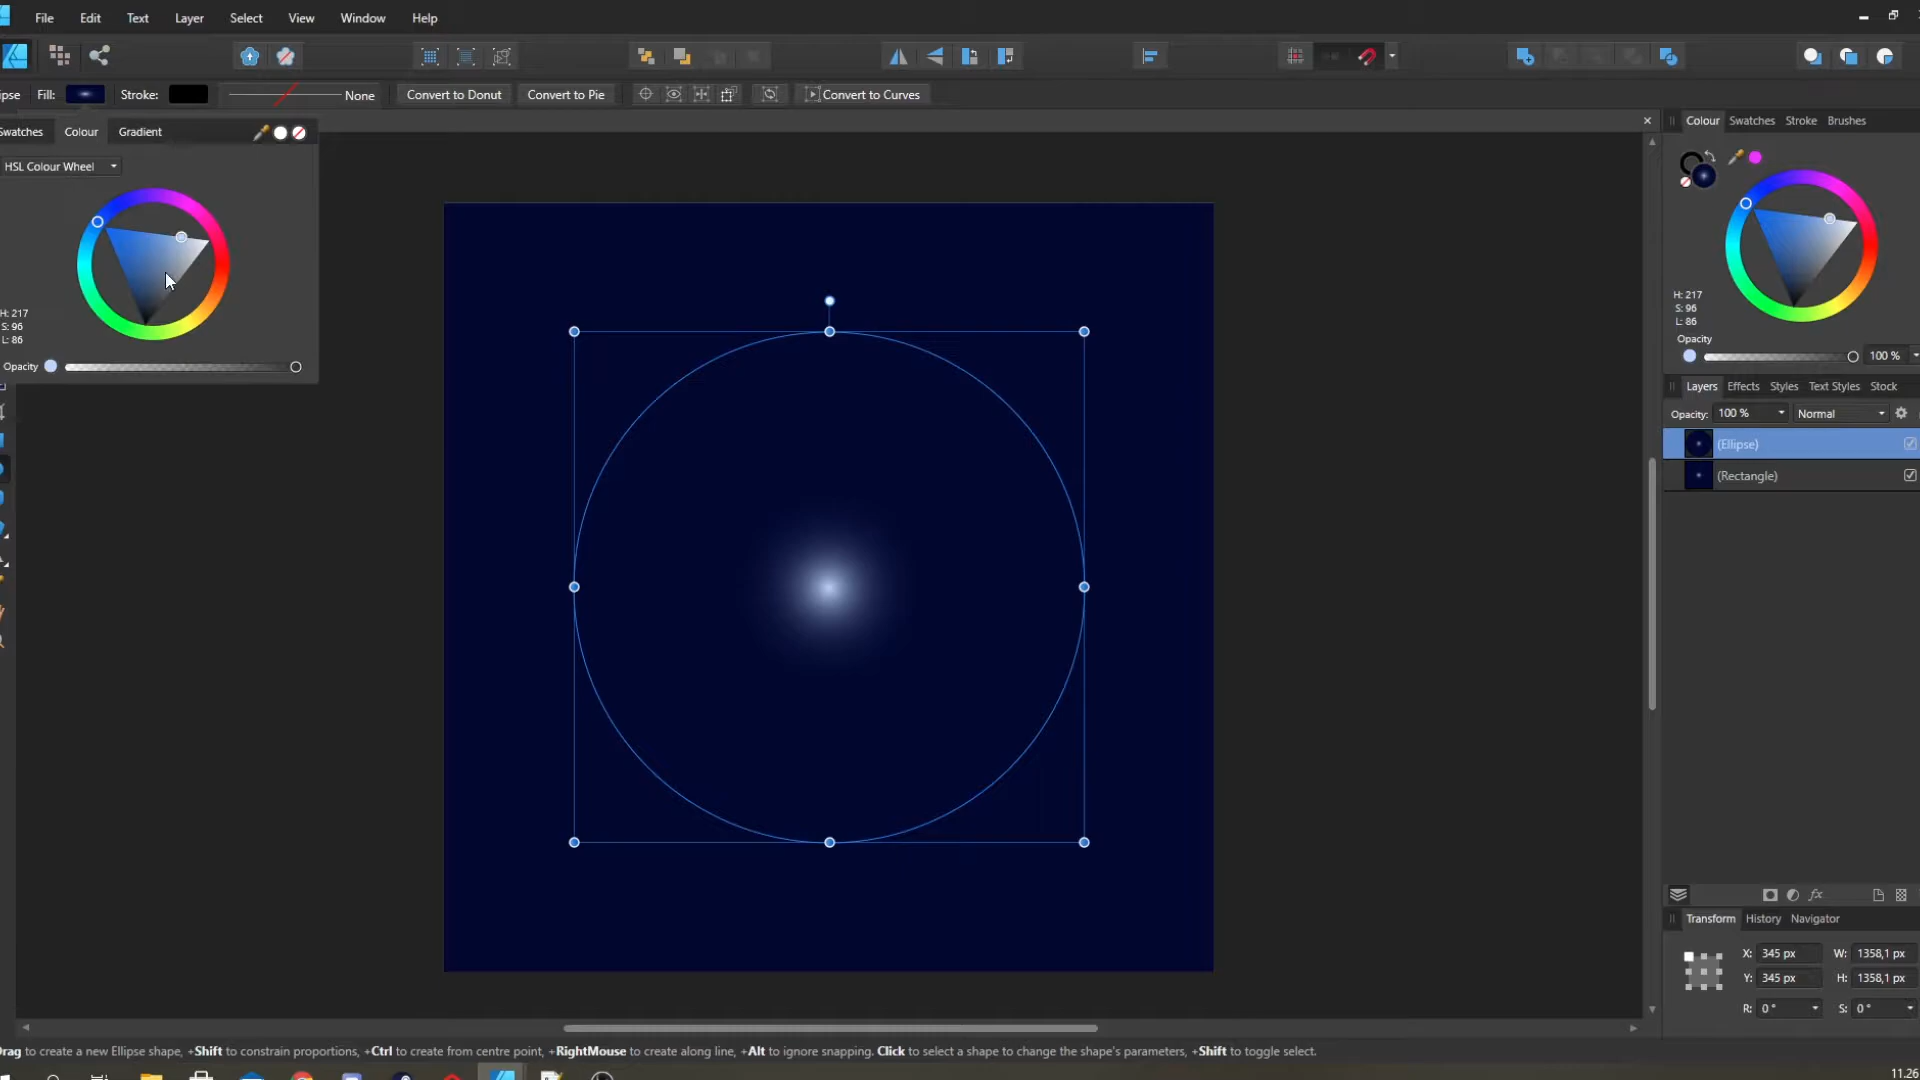 File Edit Text Layer Select View Window Help
ipse Fill: Stroke: None Convert to Donut Convert to Pie Convert to Curves
Swatches Colour Gradient
HSL Colour Wheel
H: 217
S: 96
L: 86
Opacity
Colour Swatches Stroke Brushes
H: 217
S: 96
L: 86
Opacity
100 %
Layers Effects Styles Text Styles Stock
Opacity: 100 % Normal
(Ellipse)
(Rectangle)
fx
Transform History Navigator
X: 345 px W: 1358,1 px
Y: 345 px H: 1358,1 px
R: 0 ° S: 0 °
Drag to create a new Ellipse shape, +Shift to constrain proportions, +Ctrl to create from centre point, +RightMouse to create along line, +Alt to ignore snapping. Click to select a shape to change the shape's parameters, +Shift to toggle select.
11.26